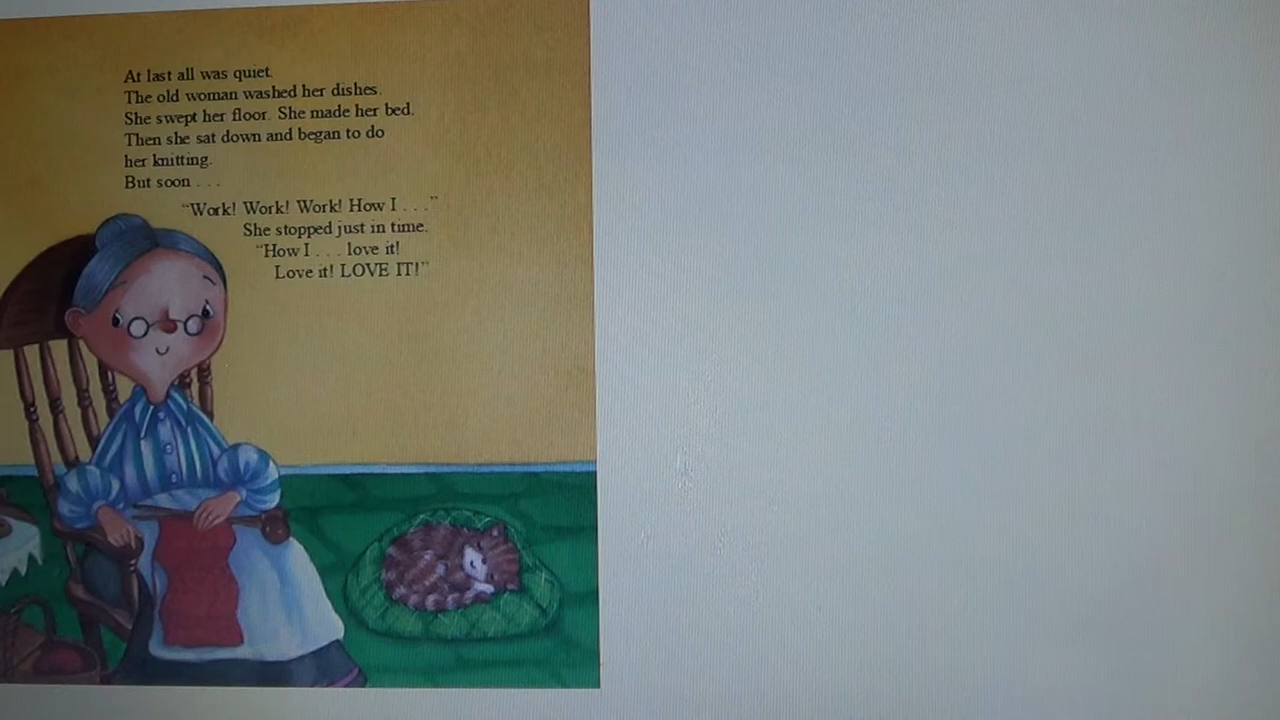 At last all was quiet.
The old woman washed her dishes.
She swept her floor. She made her bed.
Then she sat down and began to do
her knitting.
But soon . . .
“Work! Work! Work! How I . . .”
She stopped just in time.
“How I . . . love it!
Love it! LOVE IT!”